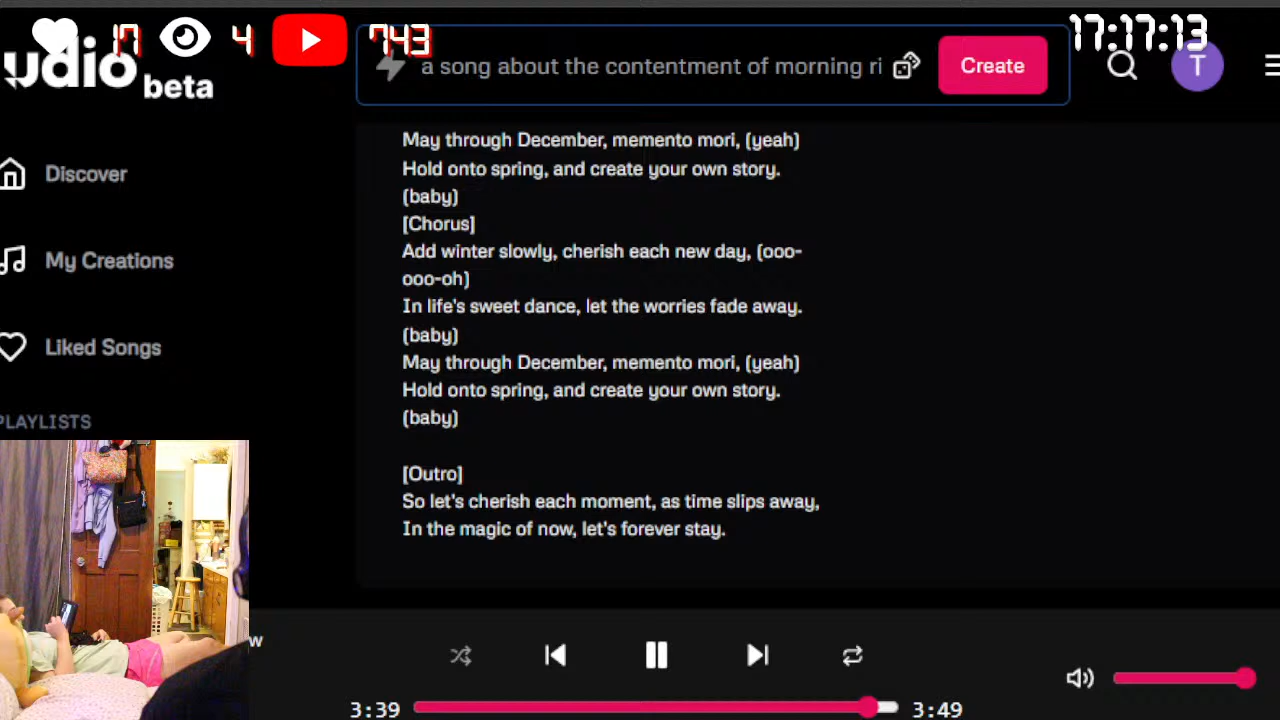 17 4 743
17:17:13
udio beta
a song about the contentment of morning ri
Create
T
Discover
My Creations
Liked Songs
PLAYLISTS
May through December, memento mori, (yeah)
Hold onto spring, and create your own story.
(baby)
[Chorus]
Add winter slowly, cherish each new day, (ooo-
ooo-oh)
In life's sweet dance, let the worries fade away.
(baby)
May through December, memento mori, (yeah)
Hold onto spring, and create your own story.
(baby)
[Outro]
So let's cherish each moment, as time slips away,
In the magic of now, let's forever stay.
w
3:39
3:49